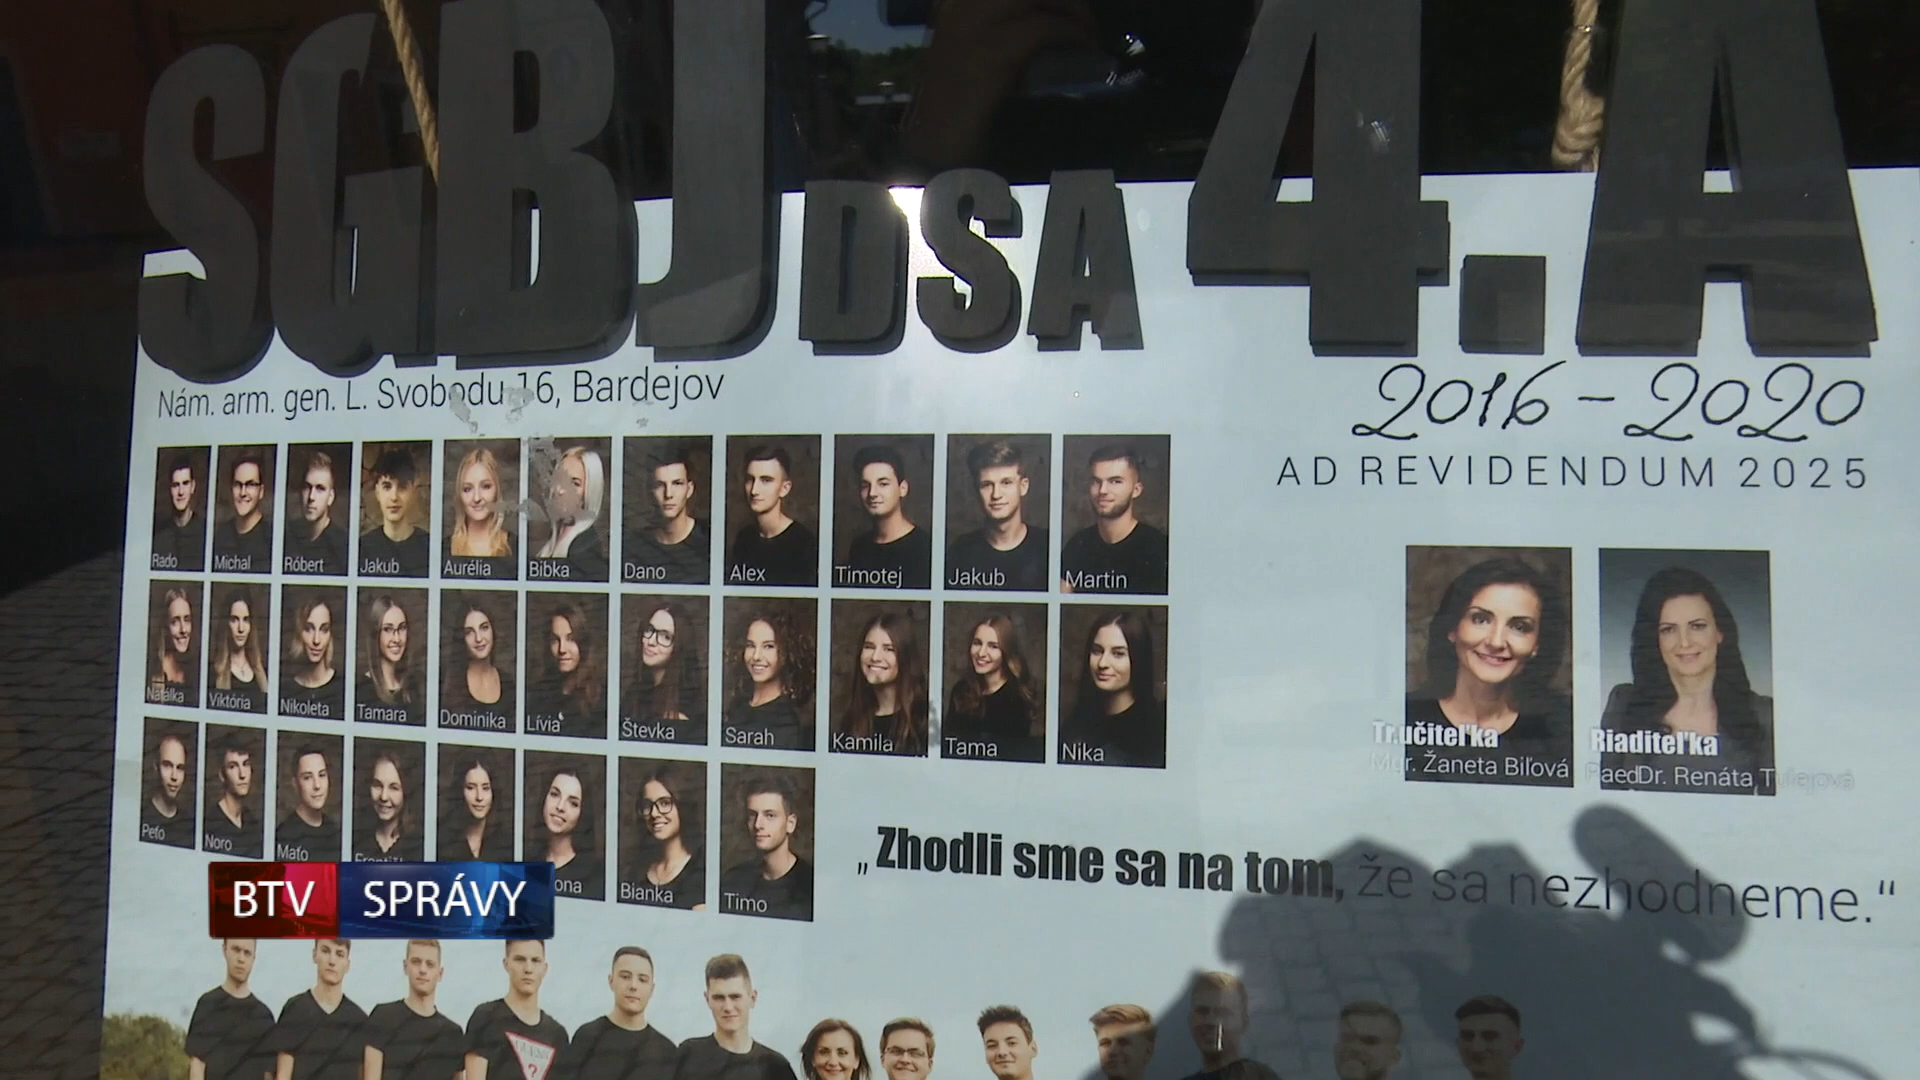 SGBJ DSA 4.A
Nám. arm. gen. L. Svobodu 16, Bardejov
2016 - 2020
AD REVIDENDUM 2025
Rado Michal Róbert Jakub Aurélia Bibka Dano Alex Timotej Jakub Martin
Natálka Viktória Nikoleta Tamara Dominika Lívia Števka Sarah Kamila Tama Nika
Peťo Noro Maťo Bianka Timo
Tr.učiteľka
Mgr. Žaneta Biľová
Riaditeľka
PaedDr. Renáta Tulejová
„Zhodli sme sa na tom, že sa nezhodneme.“
BTV SPRÁVY
?